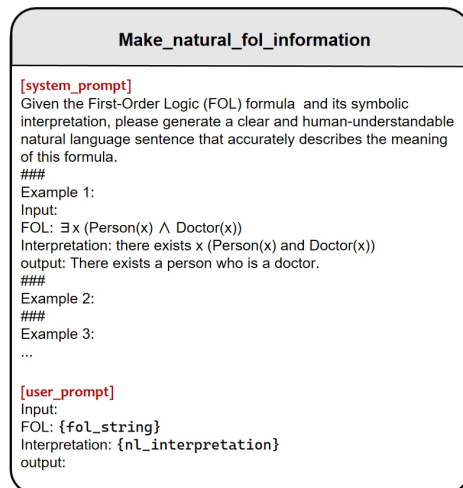 Make_natural_fol_information
[system_prompt]
Given the First-Order Logic (FOL) formula  and its symbolic
interpretation, please generate a clear and human-understandable
natural language sentence that accurately describes the meaning
of this formula.
###
Example 1:
Input:
FOL: ∃x (Person(x) ∧ Doctor(x))
Interpretation: there exists x (Person(x) and Doctor(x))
output: There exists a person who is a doctor.
###
Example 2:
###
Example 3:
...
[user_prompt]
Input:
FOL: {fol_string}
Interpretation: {nl_interpretation}
output: